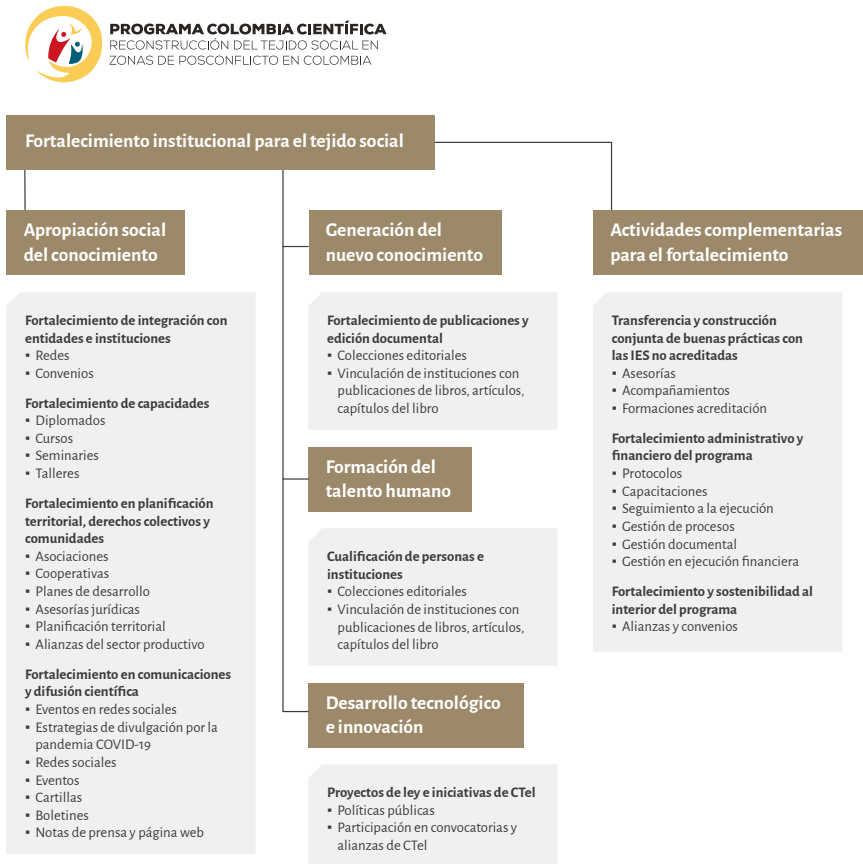 PROGRAMA COLOMBIA CIENTÍFICA
RECONSTRUCCIÓN DEL TEJIDO SOCIAL EN
ZONAS DE POSCONFLICTO EN COLOMBIA
Fortalecimiento institucional para el tejido social
Apropiación social
del conocimiento
Fortalecimiento de integración con
entidades e instituciones
▪ Redes
▪ Convenios
Fortalecimiento de capacidades
▪ Diplomados
▪ Cursos
▪ Seminaries
▪ Talleres
Fortalecimiento en planificación
territorial, derechos colectivos y
comunidades
▪ Asociaciones
▪ Cooperativas
▪ Planes de desarrollo
▪ Asesorías jurídicas
▪ Planificación territorial
▪ Alianzas del sector productivo
Fortalecimiento en comunicaciones
y difusión científica
▪ Eventos en redes sociales
▪ Estrategias de divulgación por la
pandemia COVID-19
▪ Redes sociales
▪ Eventos
▪ Cartillas
▪ Boletines
▪ Notas de prensa y página web
Generación del
nuevo conocimiento
Fortalecimiento de publicaciones y
edición documental
▪ Colecciones editoriales
▪ Vinculación de instituciones con
publicaciones de libros, artículos,
capítulos del libro
Formación del
talento humano
Cualificación de personas e
instituciones
▪ Colecciones editoriales
▪ Vinculación de instituciones con
publicaciones de libros, artículos,
capítulos del libro
Desarrollo tecnológico
e innovación
Proyectos de ley e iniciativas de CTel
▪ Políticas públicas
▪ Participación en convocatorias y
alianzas de CTel
Actividades complementarias
para el fortalecimiento
Transferencia y construcción
conjunta de buenas prácticas con
las IES no acreditadas
▪ Asesorías
▪ Acompañamientos
▪ Formaciones acreditación
Fortalecimiento administrativo y
financiero del programa
▪ Protocolos
▪ Capacitaciones
▪ Seguimiento a la ejecución
▪ Gestión de procesos
▪ Gestión documental
▪ Gestión en ejecución financiera
Fortalecimiento y sostenibilidad al
interior del programa
▪ Alianzas y convenios